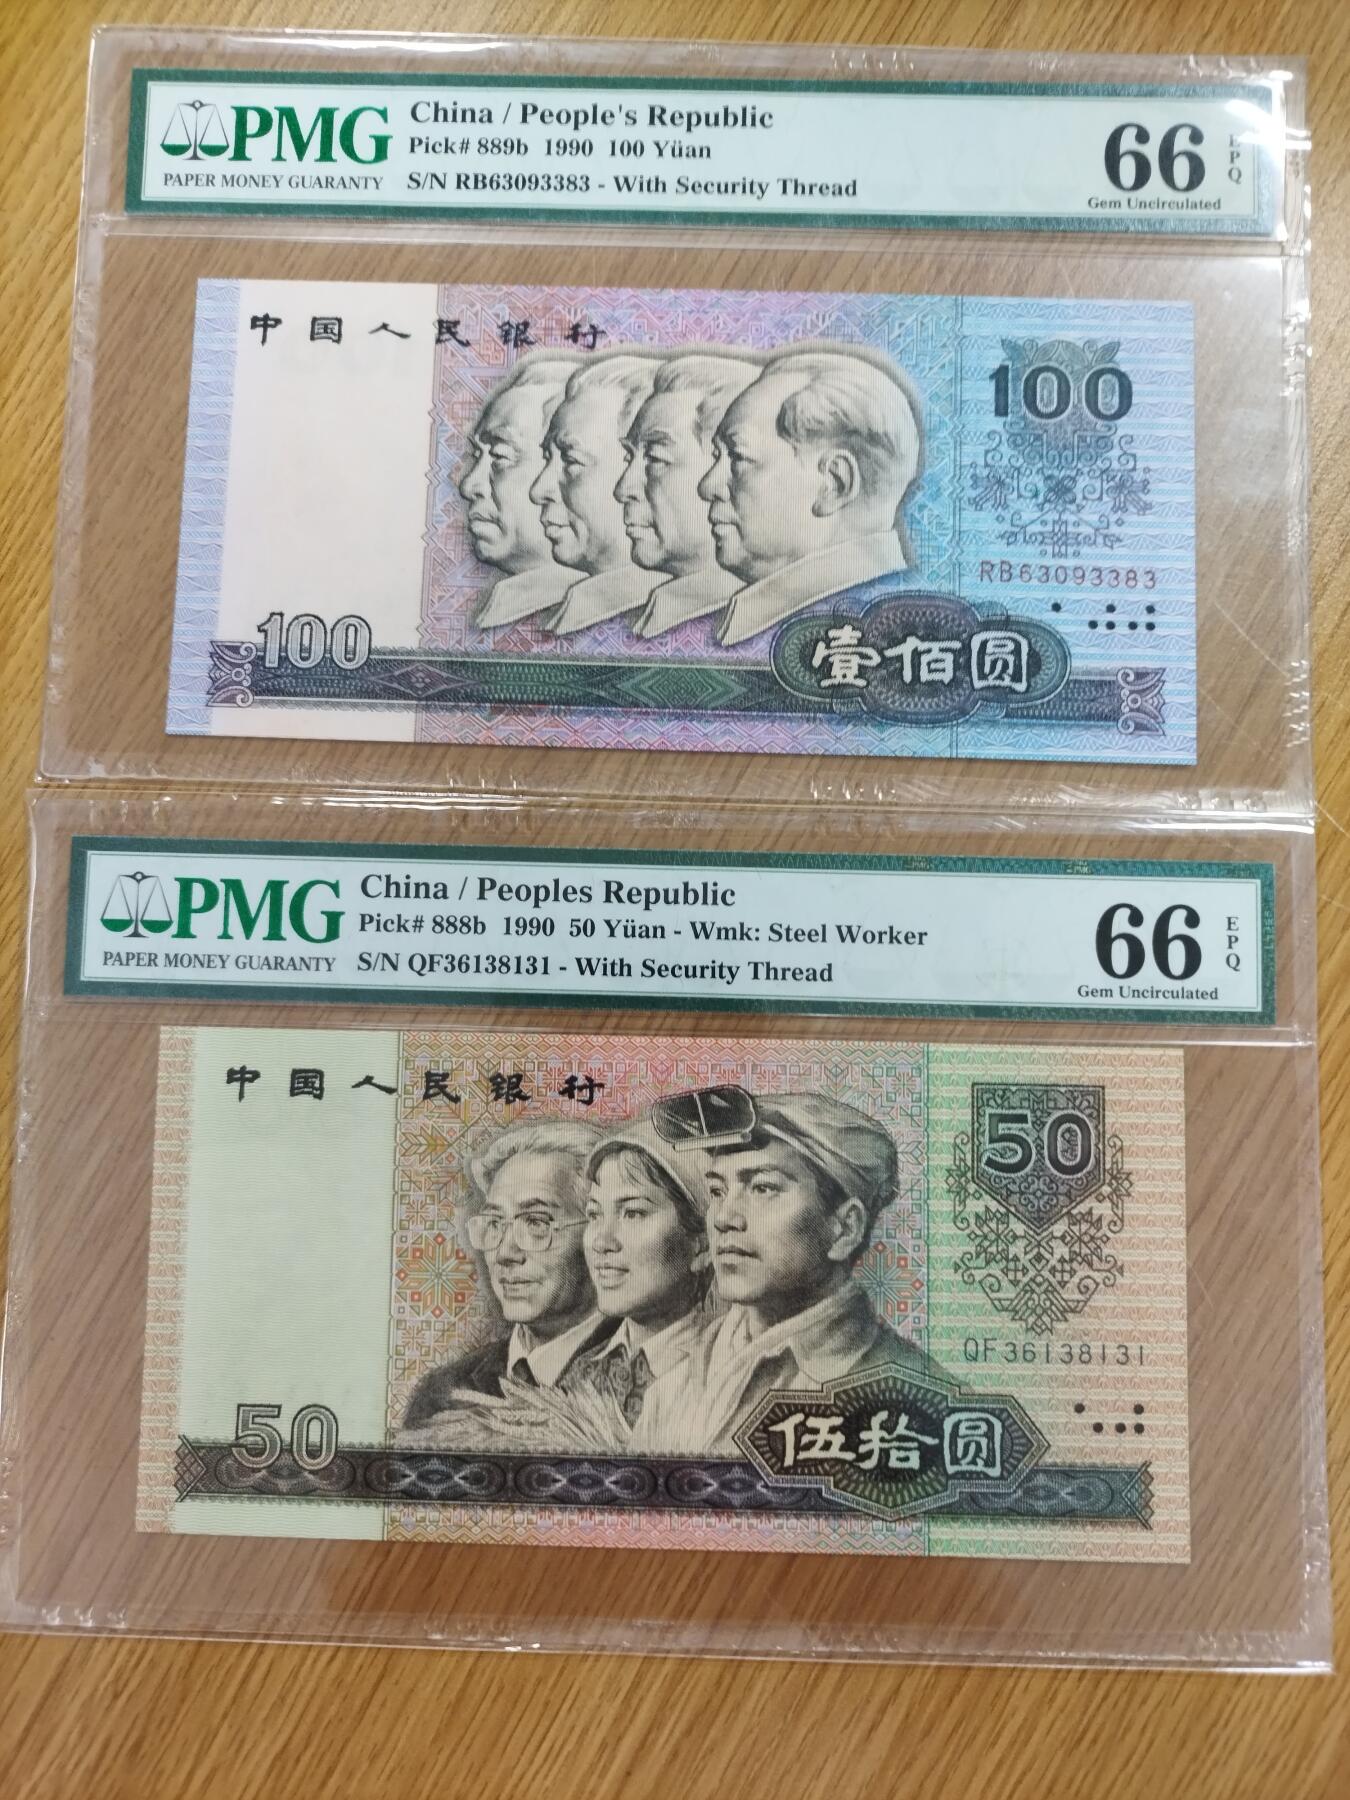 PMG
PAPER MONEY GUARANTY
China / People's Republic
Pick# 889b 1990 100 Yüan
S/N RB63093383 - With Security Thread
66
EPQ
Gem Uncirculated
中国人民银行
100
RB63093383
100
壹佰圆
PMG
PAPER MONEY GUARANTY
China / Peoples Republic
Pick# 888b 1990 50 Yüan - Wmk: Steel Worker
S/N QF36138131 - With Security Thread
66
EPQ
Gem Uncirculated
中国人民银行
50
QF36138131
50
伍拾圆